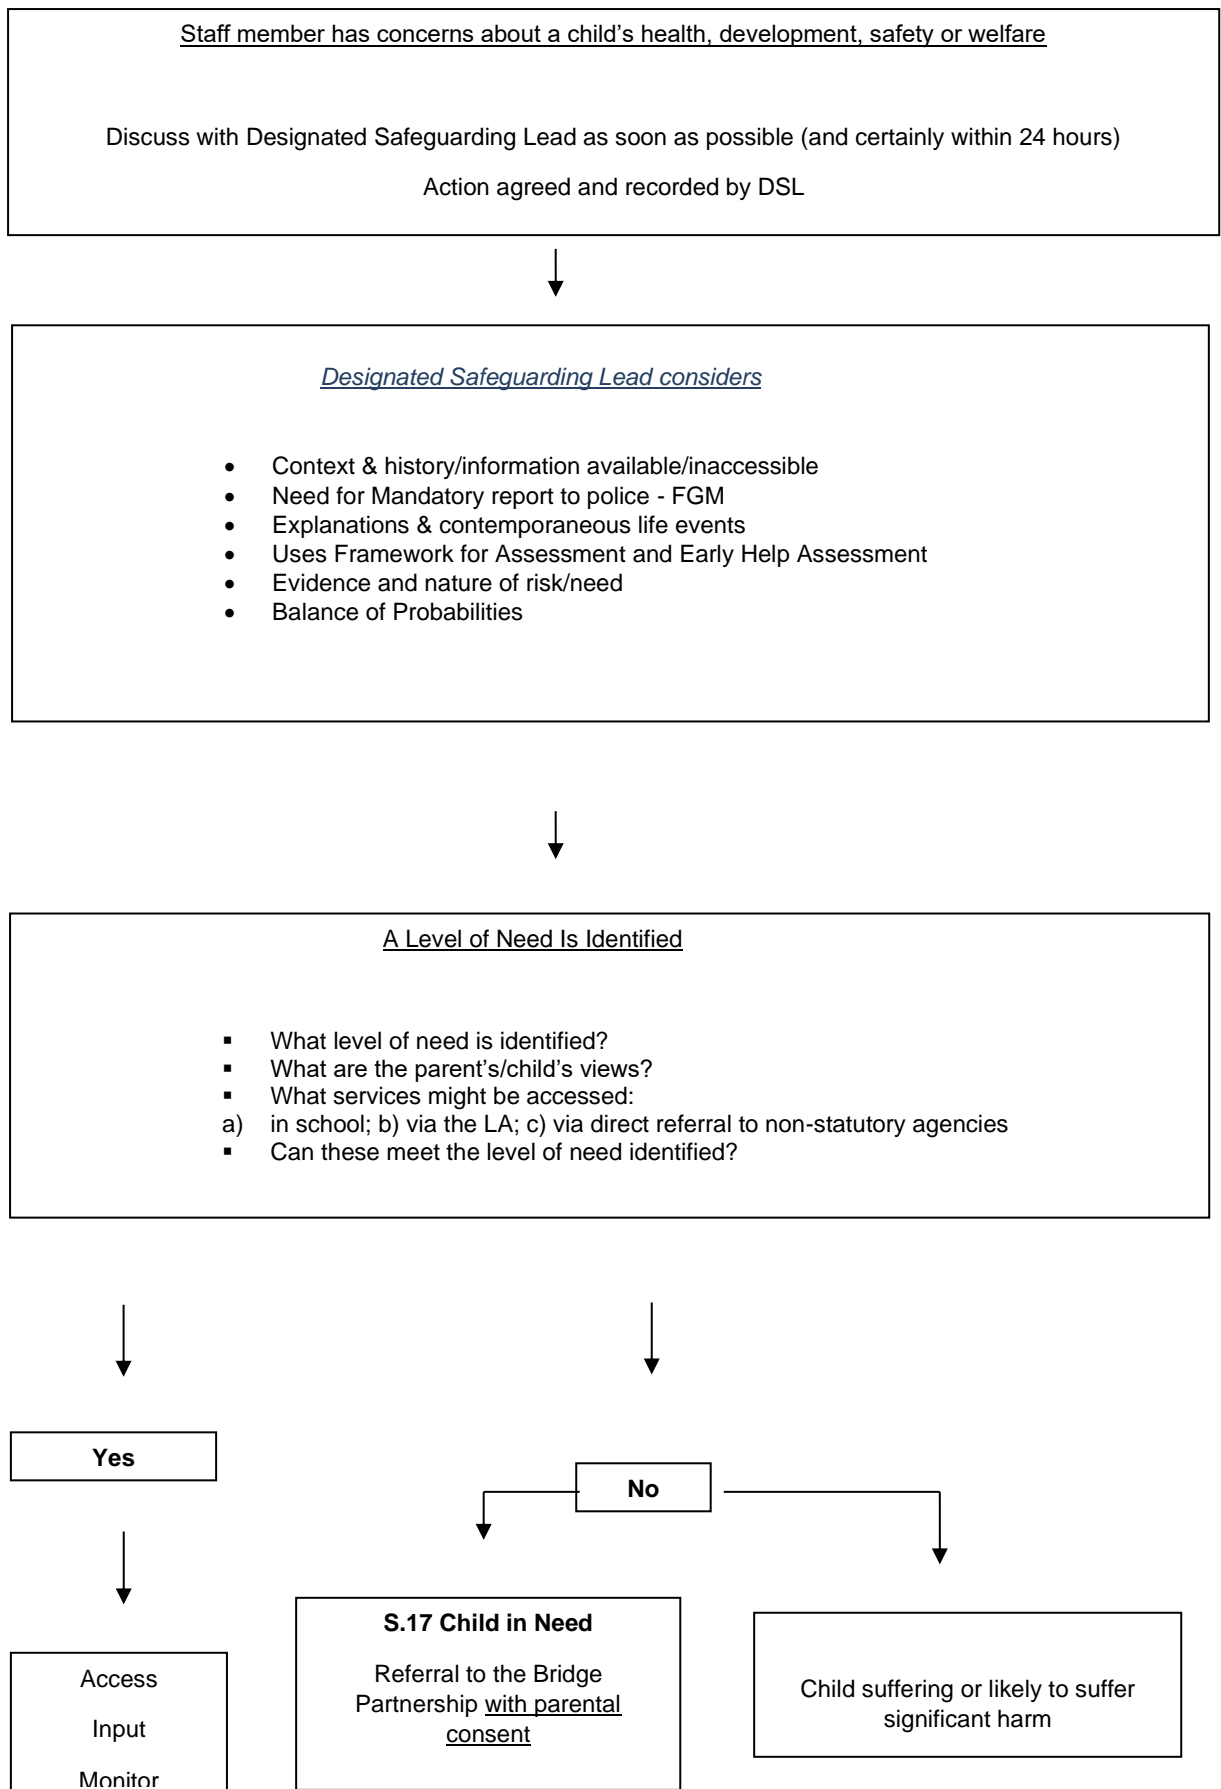 Staff member has concerns about a child’s health, development, safety or welfare
Discuss with Designated Safeguarding Lead as soon as possible (and certainly within 24 hours)
Action agreed and recorded by DSL
Designated Safeguarding Lead considers
• Context & history/information available/inaccessible
• Need for Mandatory report to police - FGM
• Explanations & contemporaneous life events
• Uses Framework for Assessment and Early Help Assessment
• Evidence and nature of risk/need
• Balance of Probabilities
A Level of Need Is Identified
▪ What level of need is identified?
▪ What are the parent’s/child’s views?
▪ What services might be accessed:
a) in school; b) via the LA; c) via direct referral to non-statutory agencies
▪ Can these meet the level of need identified?
Yes
No
Access
Input
Monitor
S.17 Child in Need
Referral to the Bridge
Partnership with parental
consent
Child suffering or likely to suffer
significant harm